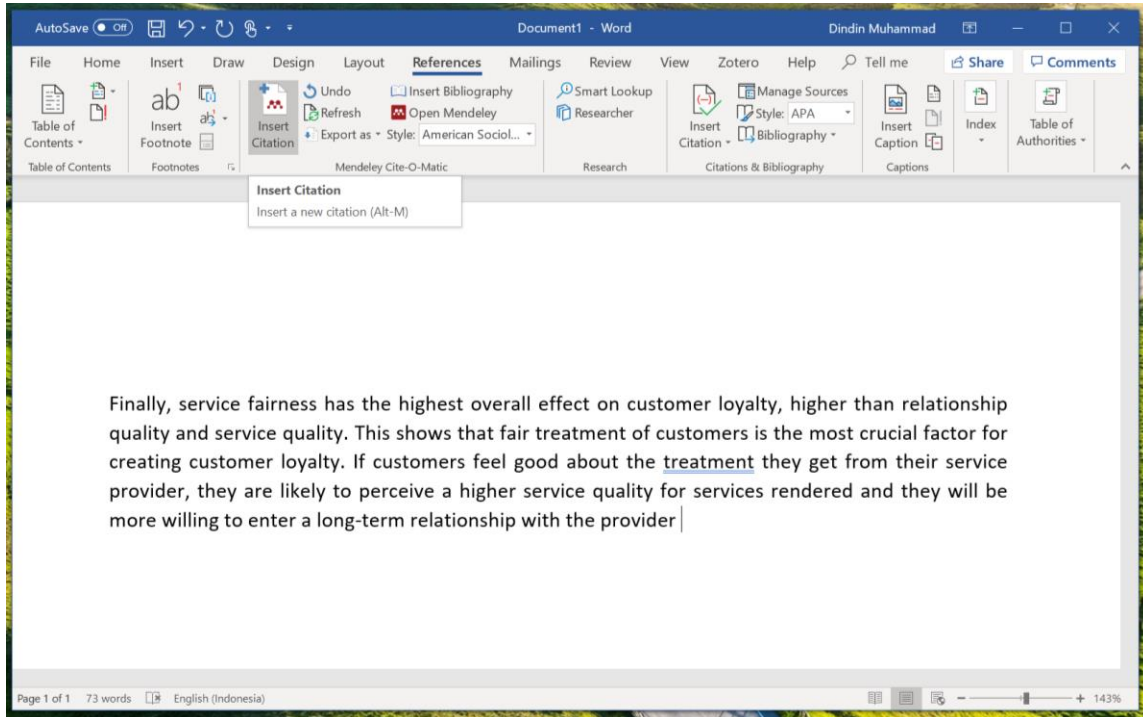 AutoSave Off Document1 - Word Dindin Muhammad
File Home Insert Draw Design Layout References Mailings Review View Zotero Help Tell me Share Comments
Table of Contents
Table of Contents
ab1
Insert Footnote
ab
Footnotes
Insert Citation
Undo
Refresh
Export as
Insert Bibliography
Open Mendeley
Style: American Sociol...
Mendeley Cite-O-Matic
Smart Lookup
Researcher
Research
Insert Citation
Manage Sources
Style: APA
Bibliography
Citations & Bibliography
Insert Caption
Captions
Index
Table of Authorities
Insert Citation
Insert a new citation (Alt-M)
Finally, service fairness has the highest overall effect on customer loyalty, higher than relationship
quality and service quality. This shows that fair treatment of customers is the most crucial factor for
creating customer loyalty. If customers feel good about the treatment they get from their service
provider, they are likely to perceive a higher service quality for services rendered and they will be
more willing to enter a long-term relationship with the provider
Page 1 of 1 73 words English (Indonesia) 143%